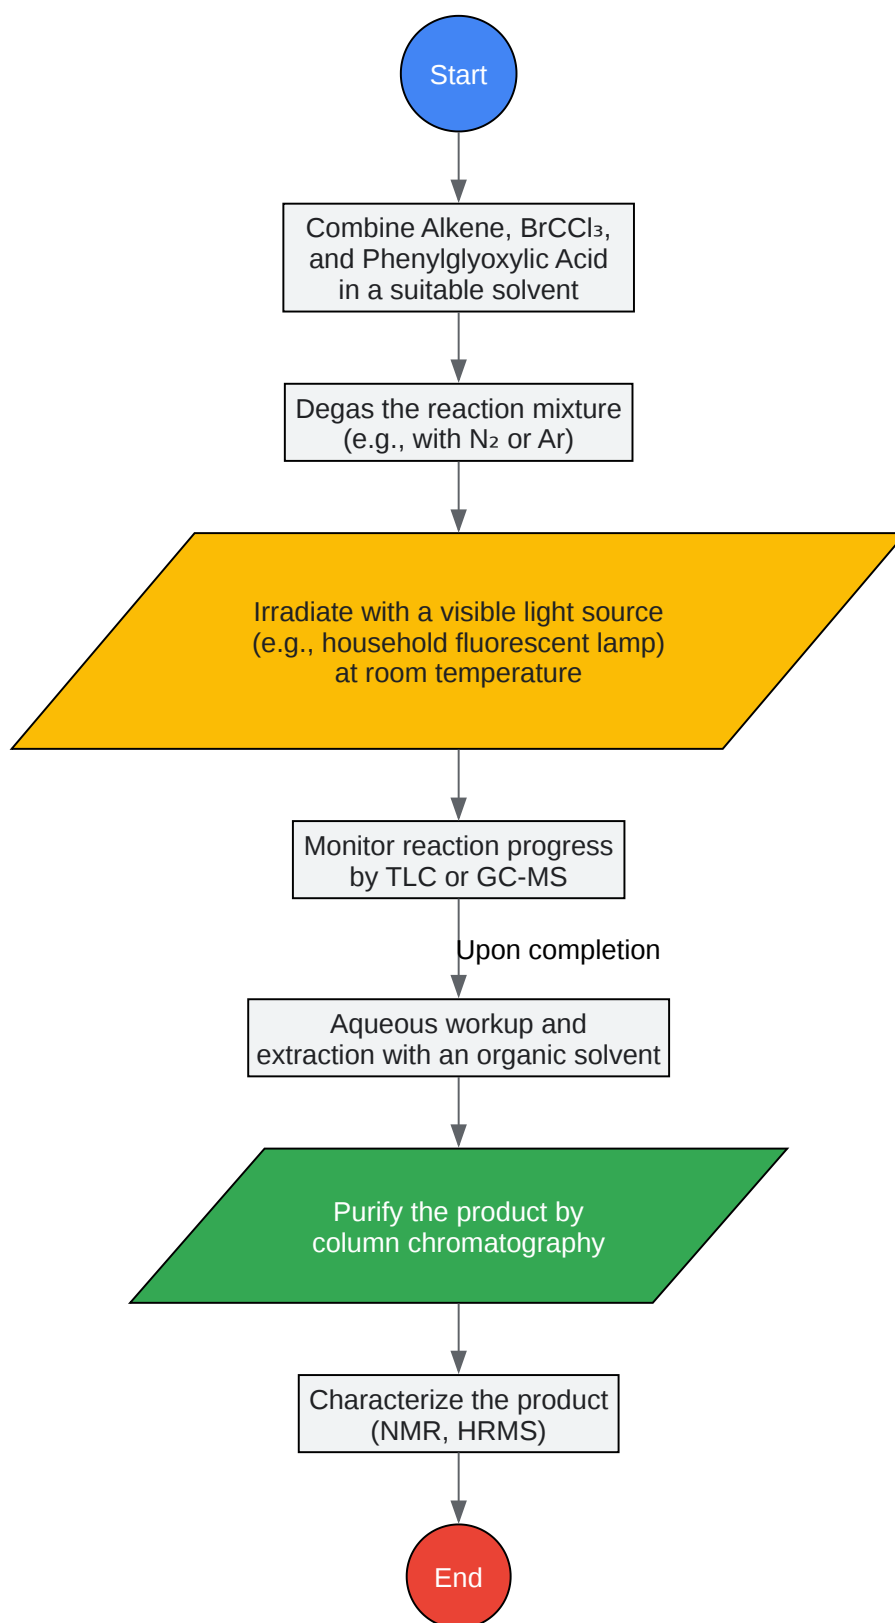 Start
Combine Alkene, BrCCl₃,
and Phenylglyoxylic Acid
in a suitable solvent
Degas the reaction mixture
(e.g., with N₂ or Ar)
Irradiate with a visible light source
(e.g., household fluorescent lamp)
at room temperature
Monitor reaction progress
by TLC or GC-MS
Upon completion
Aqueous workup and
extraction with an organic solvent
Purify the product by
column chromatography
Characterize the product
(NMR, HRMS)
End